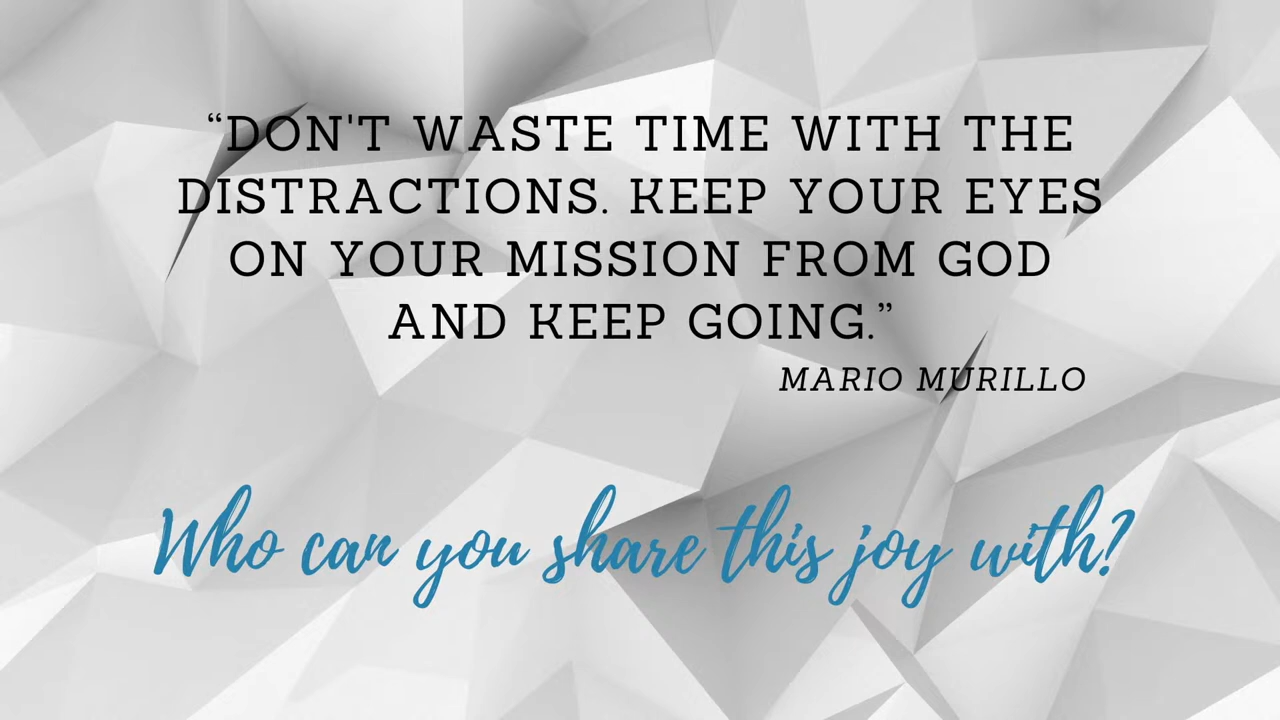 “DON'T WASTE TIME WITH THE
DISTRACTIONS. KEEP YOUR EYES
ON YOUR MISSION FROM GOD
AND KEEP GOING.”
MARIO MURILLO
Who can you share this joy with?